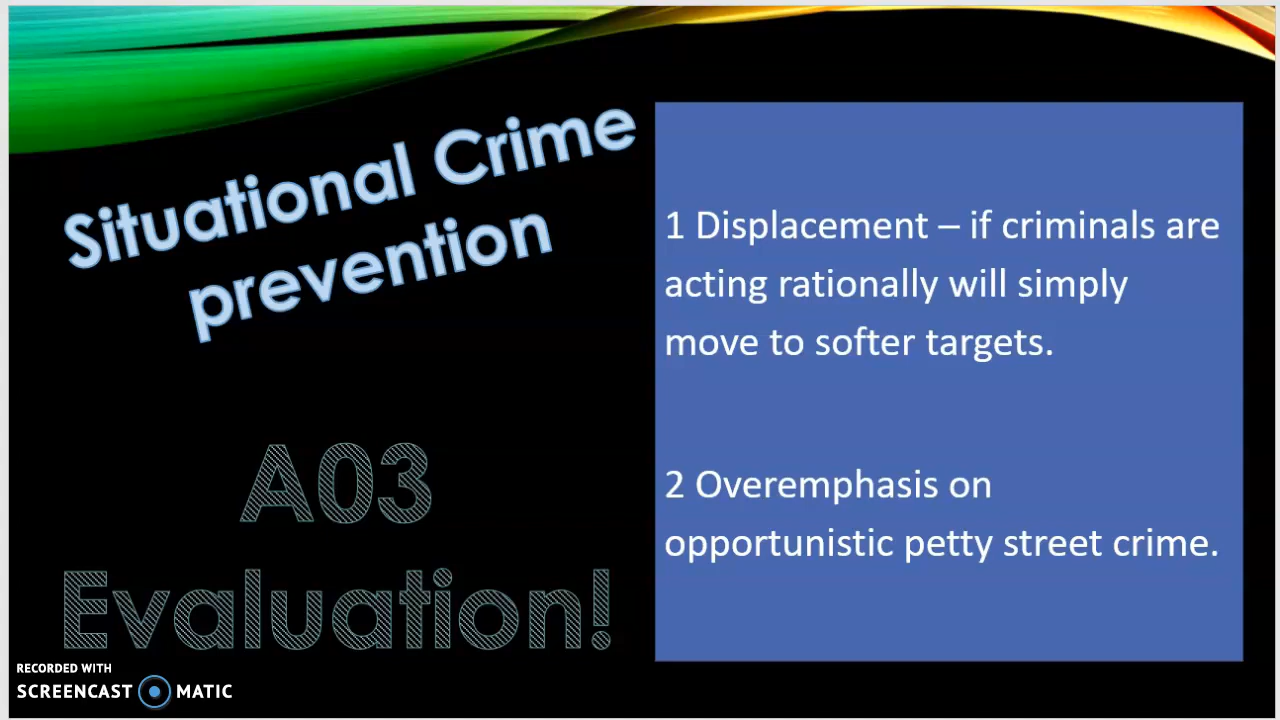 Situational Crime
prevention
A03
Evaluation!
1 Displacement – if criminals are
acting rationally will simply
move to softer targets.
2 Overemphasis on
opportunistic petty street crime.
RECORDED WITH
SCREENCAST MATIC